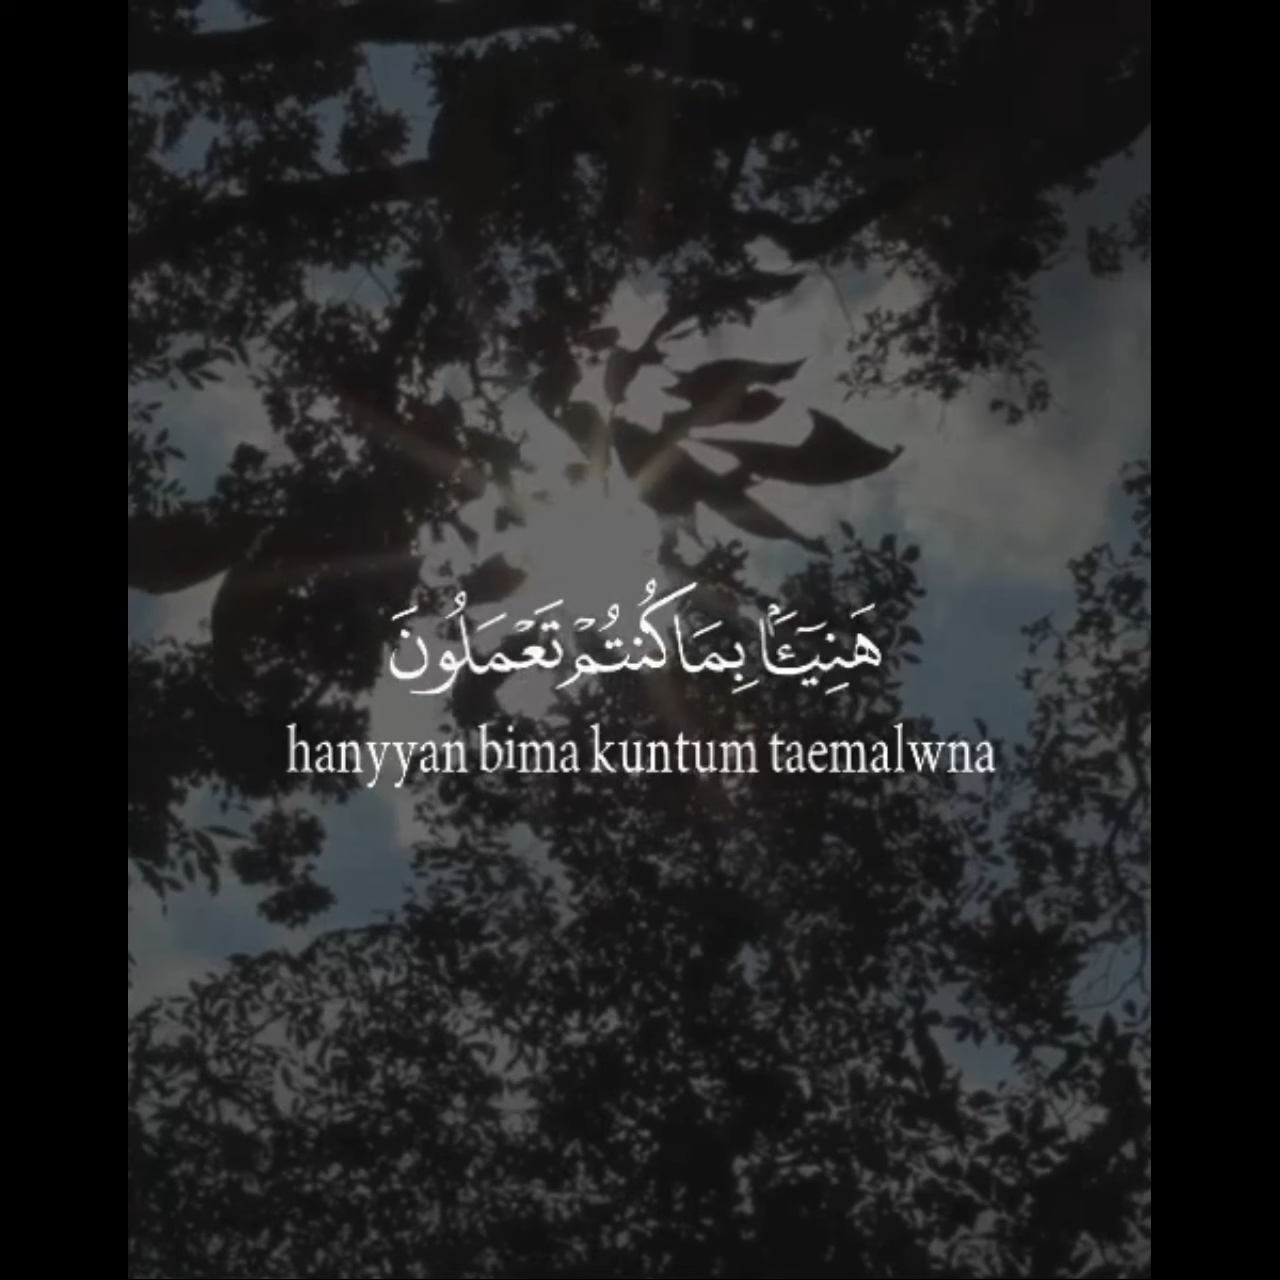 هَنِيٓـَٔۢا بِمَا كُنتُمۡ تَعۡمَلُونَ
hanyyan bima kuntum taemalwna